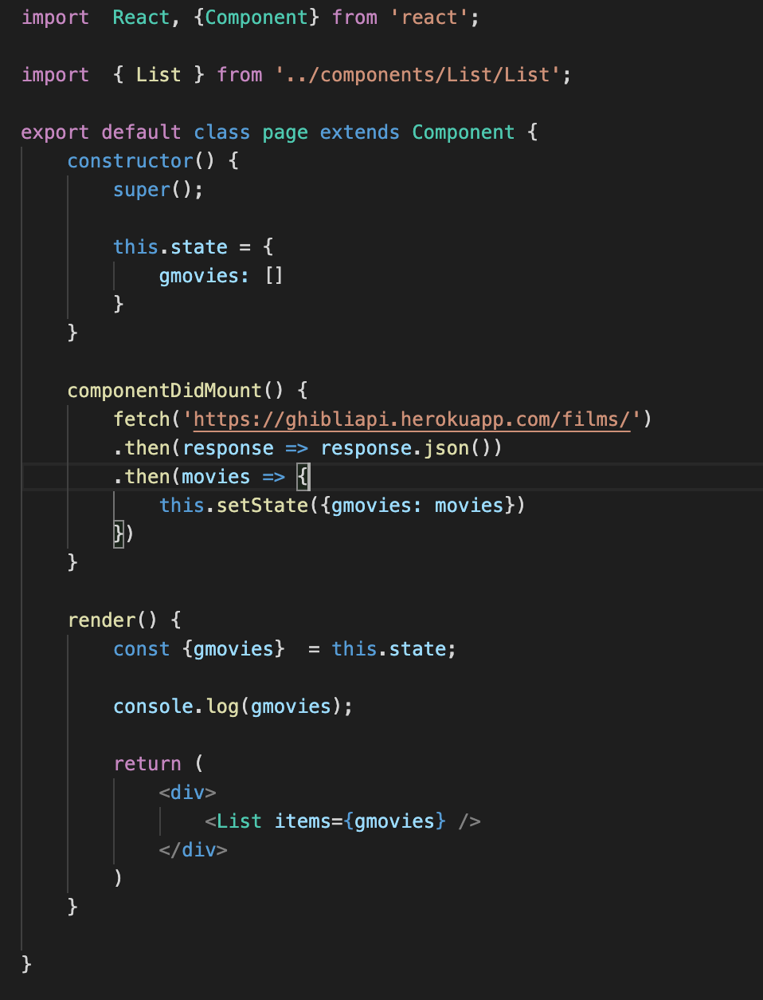 import  React, {Component} from 'react';
import  { List } from '../components/List/List';
export default class page extends Component {
constructor() {
super();
this.state = {
gmovies: []
}
}
componentDidMount() {
fetch('https://ghibliapi.herokuapp.com/films/')
.then(response => response.json())
.then(movies => {
this.setState({gmovies: movies})
})
}
render() {
const {gmovies}  = this.state;
console.log(gmovies);
return (
<div>
<List items={gmovies} />
</div>
)
}
}